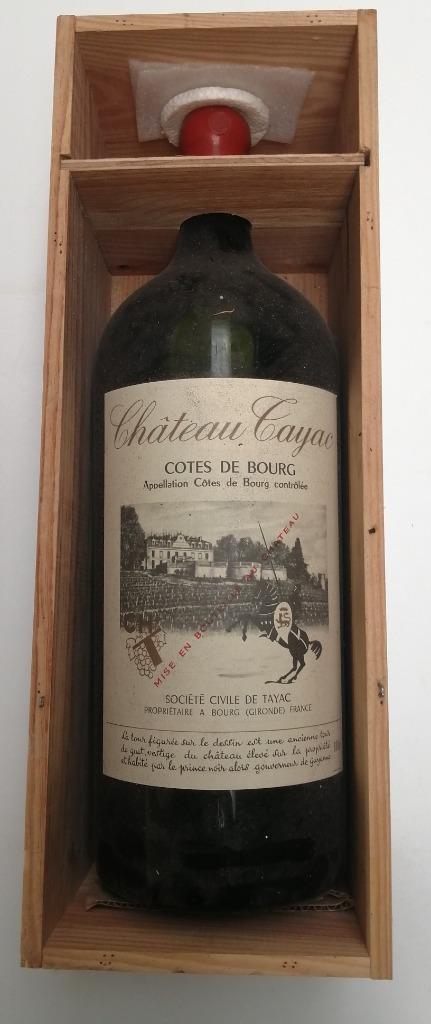 Château Tayac
COTES DE BOURG
Appellation Côtes de Bourg contrôlée
MISE EN BOUTEILLE AU CHATEAU
SOCIÉTÉ CIVILE DE TAYAC
PROPRIÉTAIRE A BOURG (GIRONDE) FRANCE
La tour figurée sur le dessin est une ancienne tour
de guet, vestige du château élevé sur la propriété
et habité par le prince noir alors gouverneur de Guyenne